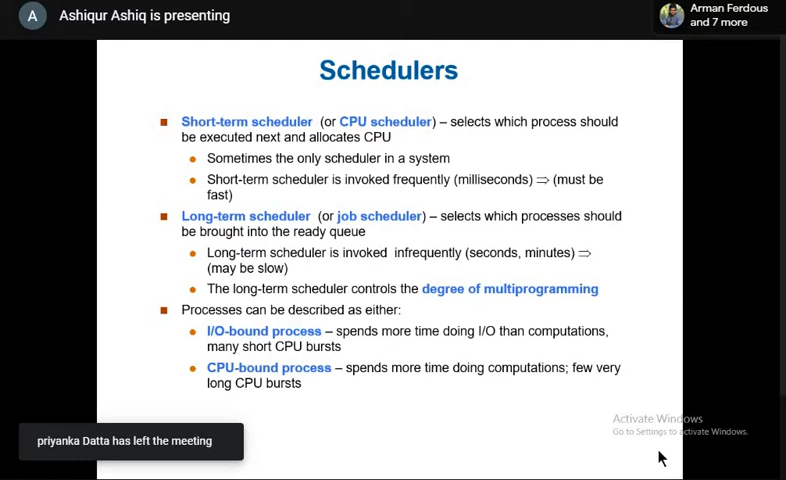 A
Ashiqur Ashiq is presenting
Arman Ferdous
and 7 more
Schedulers
Short-term scheduler (or CPU scheduler) – selects which process should
be executed next and allocates CPU
Sometimes the only scheduler in a system
Short-term scheduler is invoked frequently (milliseconds) ⇒ (must be
fast)
Long-term scheduler (or job scheduler) – selects which processes should
be brought into the ready queue
Long-term scheduler is invoked infrequently (seconds, minutes) ⇒
(may be slow)
The long-term scheduler controls the degree of multiprogramming
Processes can be described as either:
I/O-bound process – spends more time doing I/O than computations,
many short CPU bursts
CPU-bound process – spends more time doing computations; few very
long CPU bursts
Activate Windows
Go to Settings to activate Windows.
priyanka Datta has left the meeting